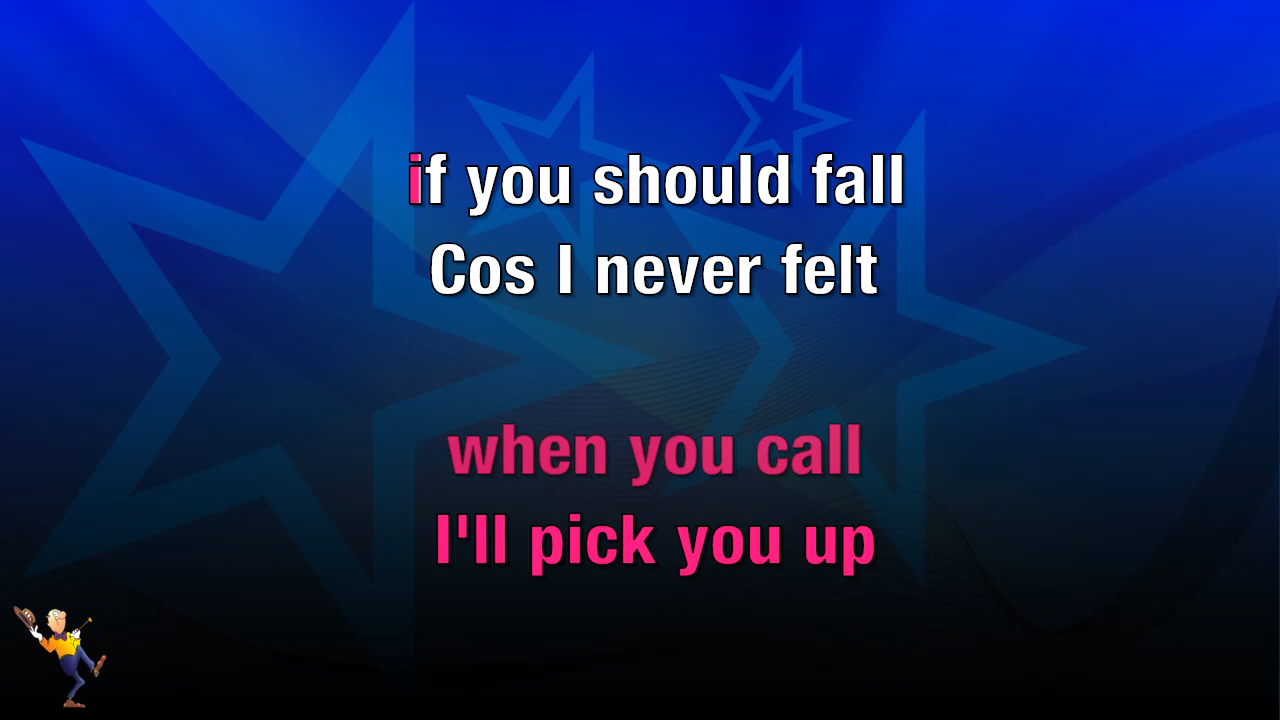 if you should fall
Cos I never felt
when you call
I'll pick you up